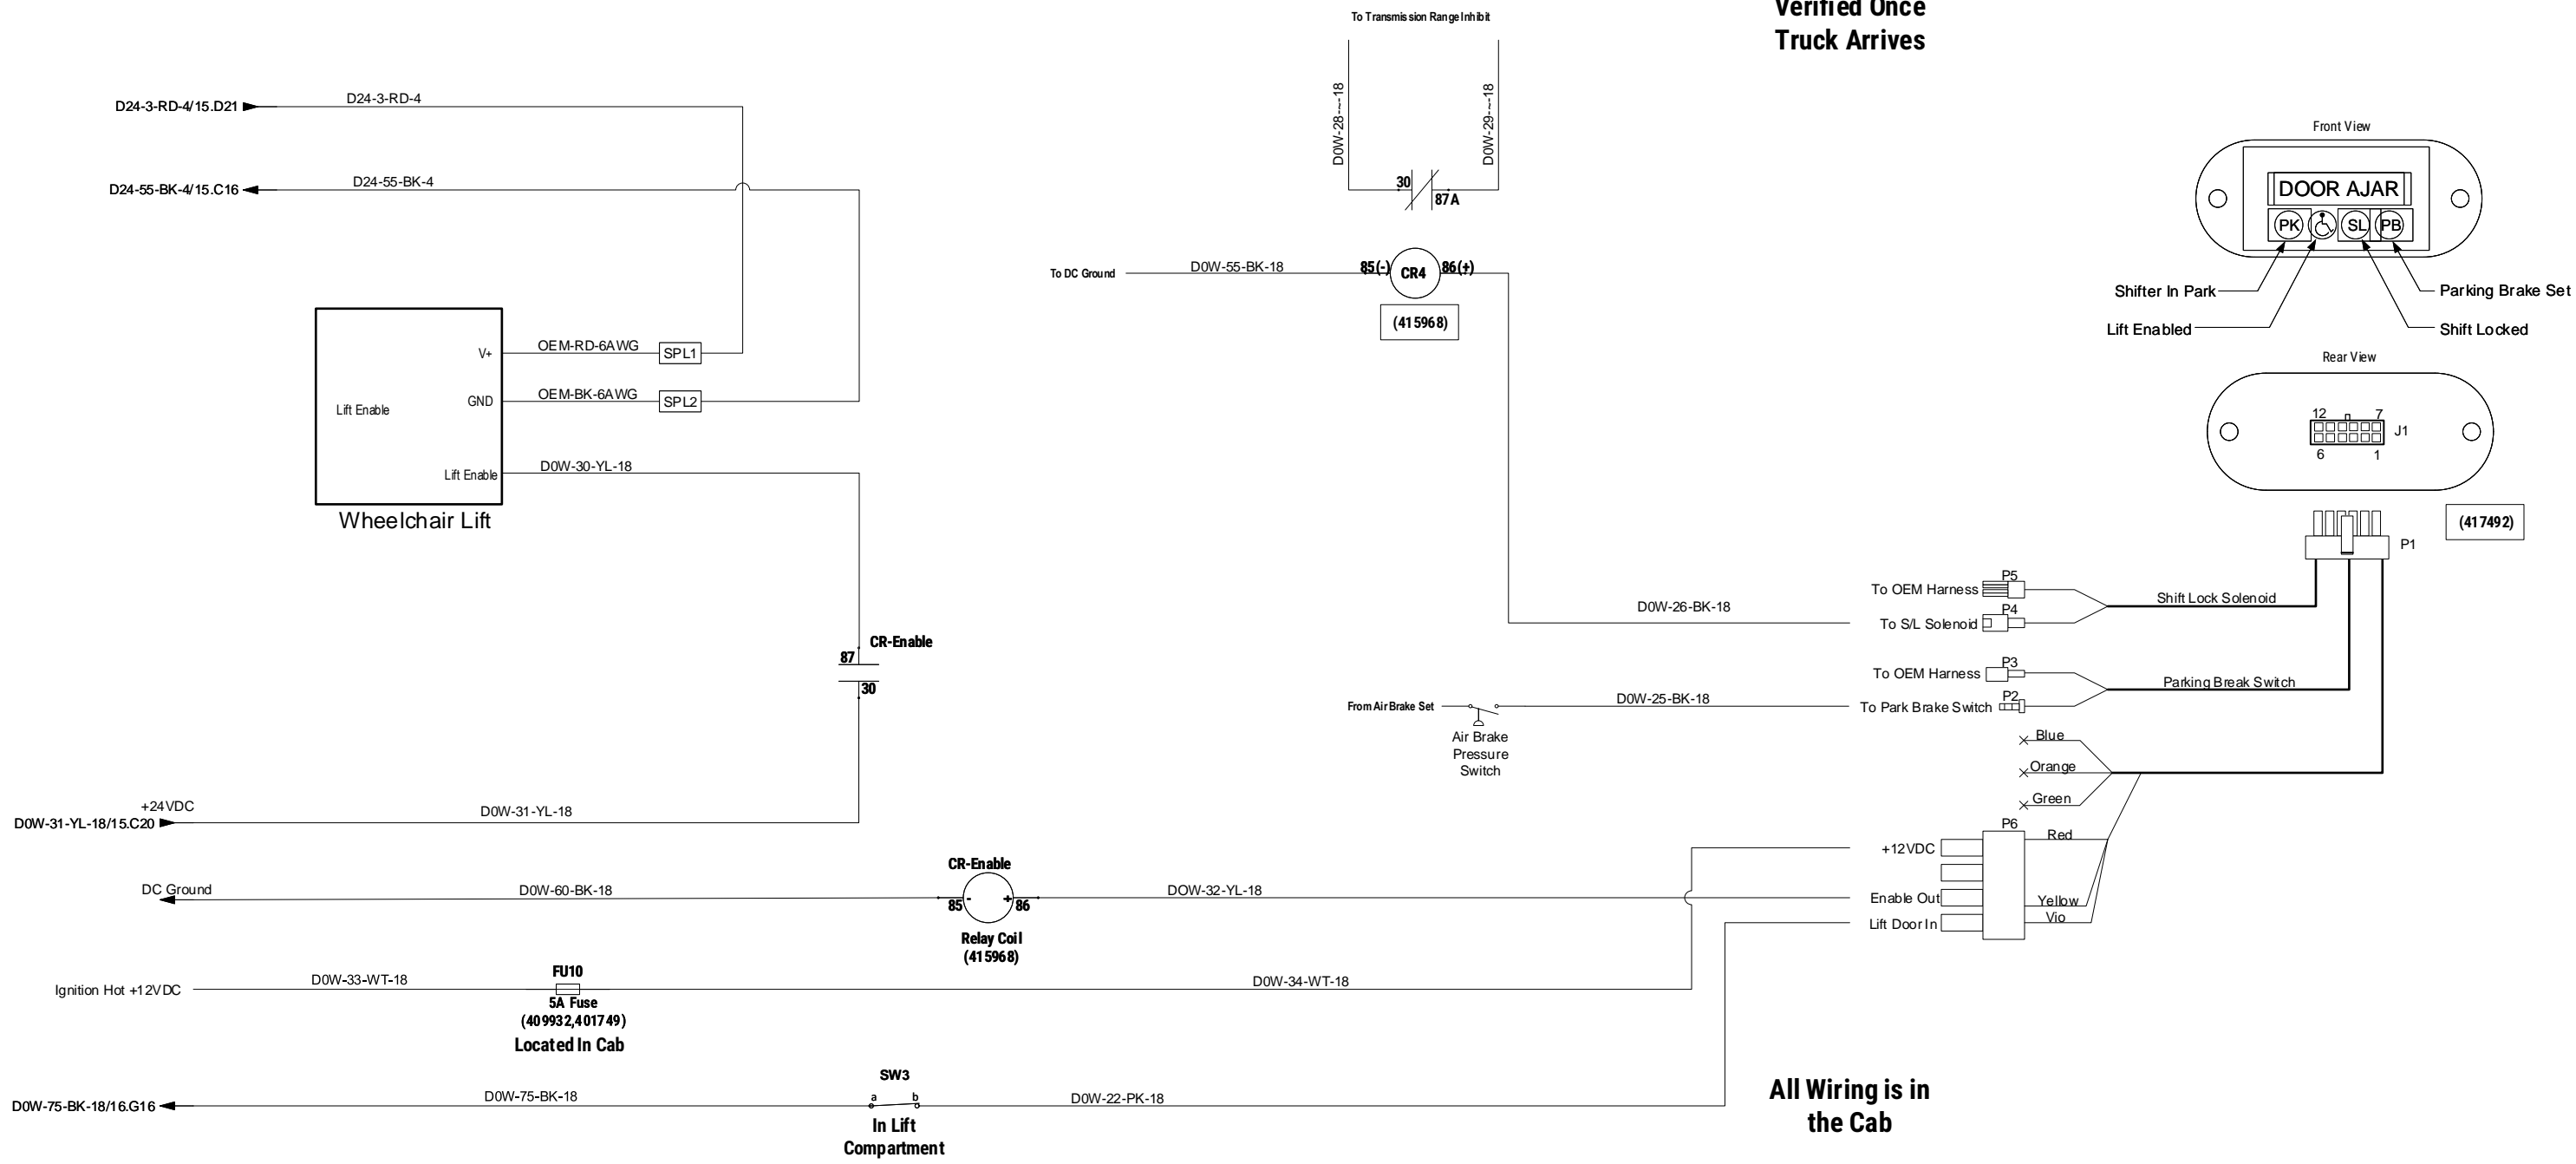 Verified Once
Truck Arrives
To Transmission Range Inhibit
D0W-28-~-18
D0W-29-~-18
30
87A
D24-3-RD-4/15.D21
D24-3-RD-4
D24-55-BK-4/15.C16
D24-55-BK-4
To DC Ground
D0W-55-BK-18
85(-)
CR4
86(+)
(415968)
Front View
DOOR AJAR
PK
SL
PB
Shifter In Park
Parking Brake Set
Lift Enabled
Shift Locked
Rear View
12
7
J1
6
1
(417492)
P1
V+
OEM-RD-6AWG
SPL1
GND
OEM-BK-6AWG
SPL2
Lift Enable
Lift Enable
D0W-30-YL-18
Wheelchair Lift
CR-Enable
87
30
+24VDC
D0W-31-YL-18/15.C20
D0W-31-YL-18
P5
To OEM Harness
P4
To S/L Solenoid
Shift Lock Solenoid
D0W-26-BK-18
P3
To OEM Harness
P2
To Park Brake Switch
Parking Break Switch
From Air Brake Set
D0W-25-BK-18
Air Brake
Pressure
Switch
Blue
Orange
Green
P6
Red
+12VDC
Enable Out
Yellow
Lift Door In
Vio
DC Ground
D0W-60-BK-18
CR-Enable
85
-
+
86
Relay Coil
(415968)
DOW-32-YL-18
Ignition Hot +12VDC
D0W-33-WT-18
FU10
5A Fuse
(409932,401749)
Located In Cab
D0W-34-WT-18
D0W-75-BK-18/16.G16
D0W-75-BK-18
SW3
a
b
In Lift
Compartment
D0W-22-PK-18
All Wiring is in
the Cab